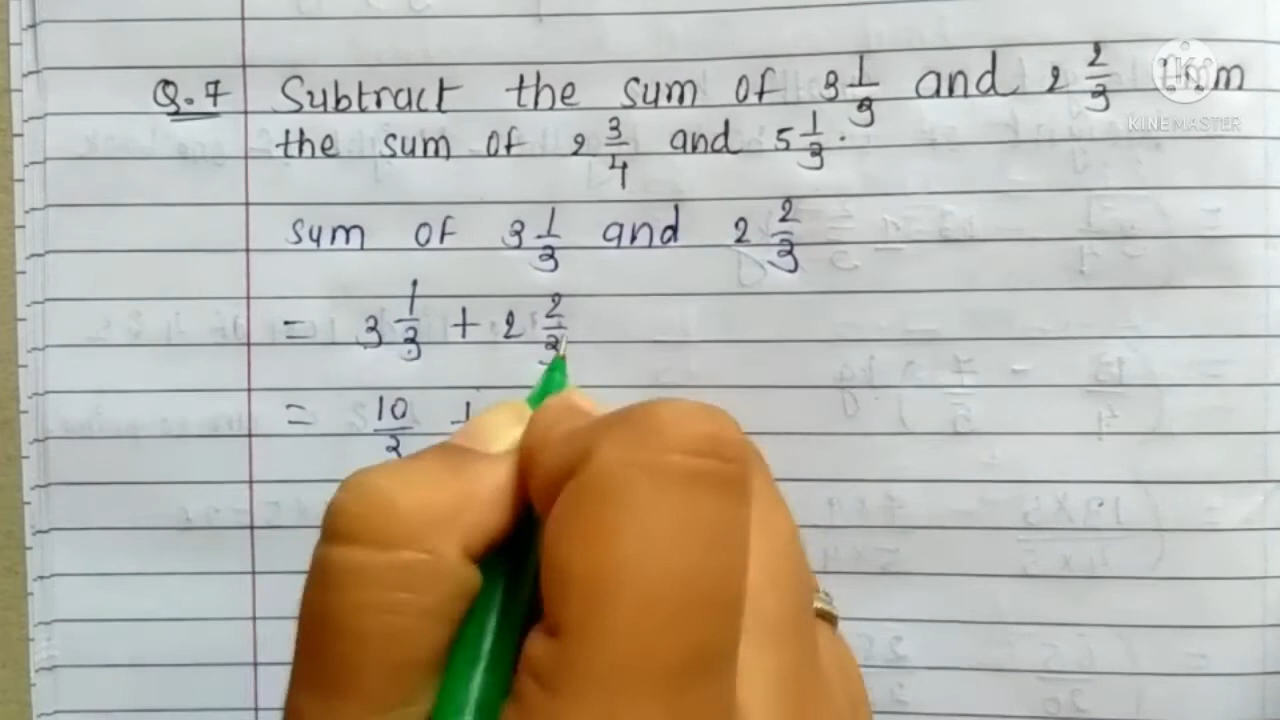 Q.7 Subtract the sum of 3 1/3 and 2 2/3
the sum of 2 3/4 and 5 1/3.
sum of 3 1/3 and 2 2/3
= 3 1/3 + 2 2/3
= 10/3 +
KINEMASTER